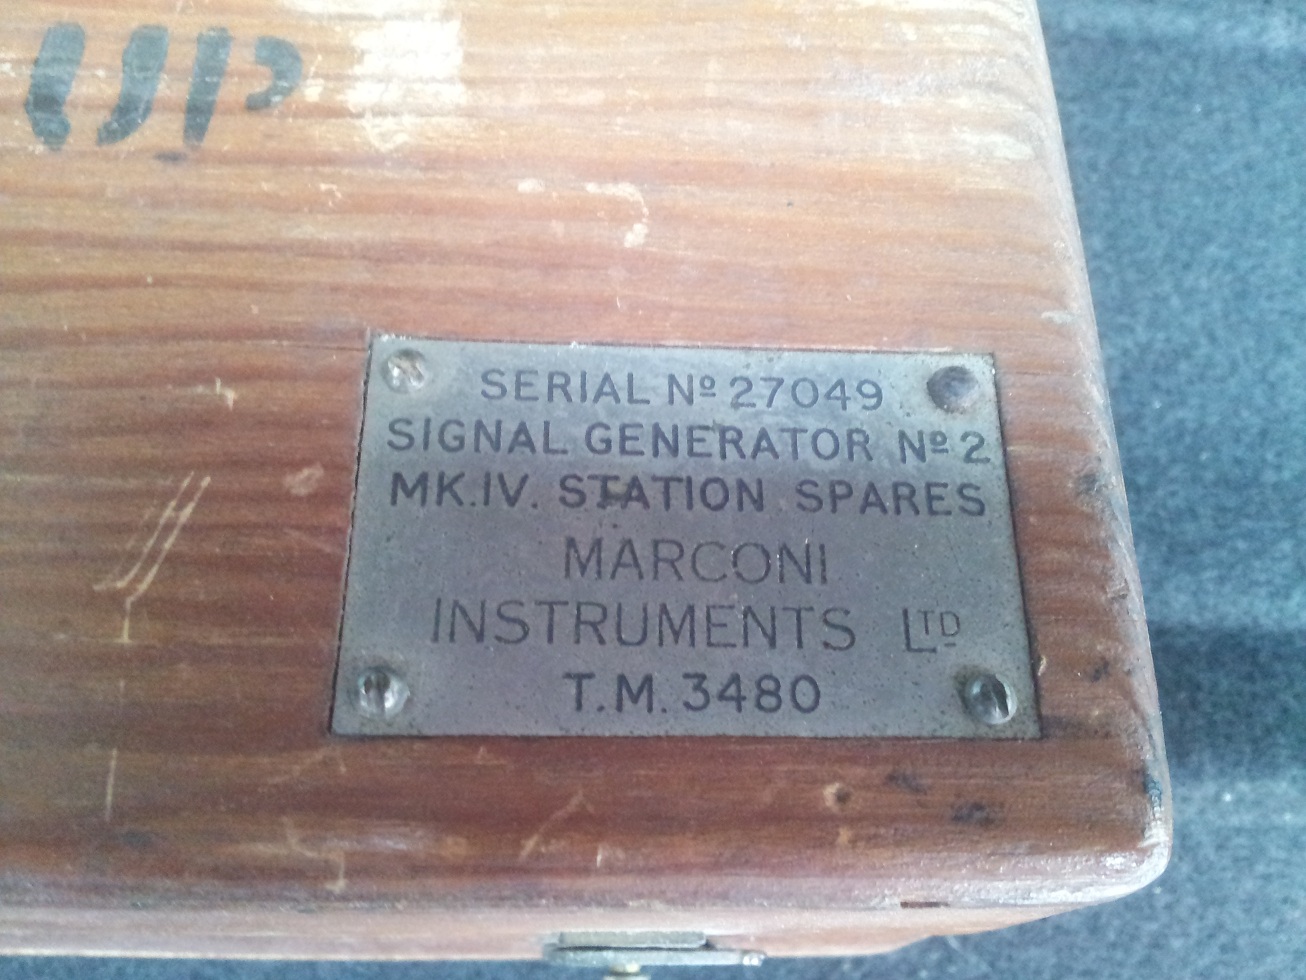 UP
SERIAL Nº 27049
SIGNAL GENERATOR Nº 2
MK.IV. STATION SPARES
MARCONI
INSTRUMENTS LTD
T.M. 3480